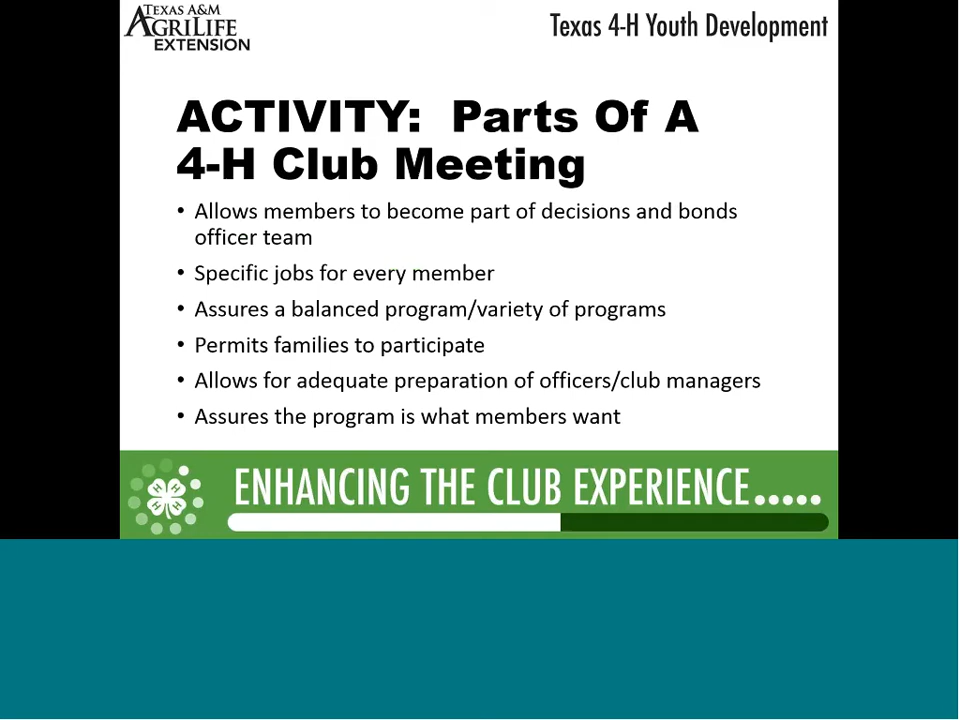 TEXAS A&M
AGRILIFE
EXTENSION
Texas 4-H Youth Development
ACTIVITY: Parts Of A
4-H Club Meeting
• Allows members to become part of decisions and bonds
officer team
• Specific jobs for every member
• Assures a balanced program/variety of programs
• Permits families to participate
• Allows for adequate preparation of officers/club managers
• Assures the program is what members want
H H
H H
ENHANCING THE CLUB EXPERIENCE.....